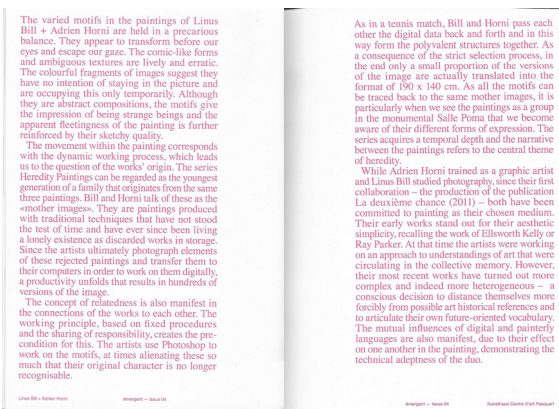 The varied motifs in the paintings of Linus
Bill + Adrien Horni are held in a precarious
balance. They appear to transform before our
eyes and escape our gaze. The comic-like forms
and ambiguous textures are lively and erratic.
The colourful fragments of images suggest they
have no intention of staying in the picture and
are occupying this only temporarily. Although
they are abstract compositions, the motifs give
the impression of being strange beings and the
apparent fleetingness of the painting is further
reinforced by their sketchy quality.
The movement within the painting corresponds
with the dynamic working process, which leads
us to the question of the works' origin. The series
Heredity Paintings can be regarded as the youngest
generation of a family that originates from the same
three paintings. Bill and Horni talk of these as the
«mother images». They are paintings produced
with traditional techniques that have not stood
the test of time and have ever since been living
a lonely existence as discarded works in storage.
Since the artists ultimately photograph elements
of these rejected paintings and transfer them to
their computers in order to work on them digitally,
a productivity unfolds that results in hundreds of
versions of the image.
The concept of relatedness is also manifest in
the connections of the works to each other. The
working principle, based on fixed procedures
and the sharing of responsibility, creates the pre-
condition for this. The artists use Photoshop to
work on the motifs, at times alienating these so
much that their original character is no longer
recognisable.
Linus Bill + Adrien Horni
émergent — Issue 04
As in a tennis match, Bill and Horni pass each
other the digital data back and forth and in this
way form the polyvalent structures together. As
a consequence of the strict selection process, in
the end only a small proportion of the versions
of the image are actually translated into the
format of 190 x 140 cm. As all the motifs can
be traced back to the same mother images, it is
particularly when we see the paintings as a group
in the monumental Salle Poma that we become
aware of their different forms of expression. The
series acquires a temporal depth and the narrative
between the paintings refers to the central theme
of heredity.
While Adrien Horni trained as a graphic artist
and Linus Bill studied photography, since their first
collaboration – the production of the publication
La deuxième chance (2011) – both have been
committed to painting as their chosen medium.
Their early works stand out for their aesthetic
simplicity, recalling the work of Ellsworth Kelly or
Ray Parker. At that time the artists were working
on an approach to understandings of art that were
circulating in the collective memory. However,
their most recent works have turned out more
complex and indeed more heterogeneous – a
conscious decision to distance themselves more
forcibly from possible art historical references and
to articulate their own future-oriented vocabulary.
The mutual influences of digital and painterly
languages are also manifest, due to their effect
on one another in the painting, demonstrating the
technical adeptness of the duo.
émergent — Issue 04
Kunsthaus Centre d'art Pasquart